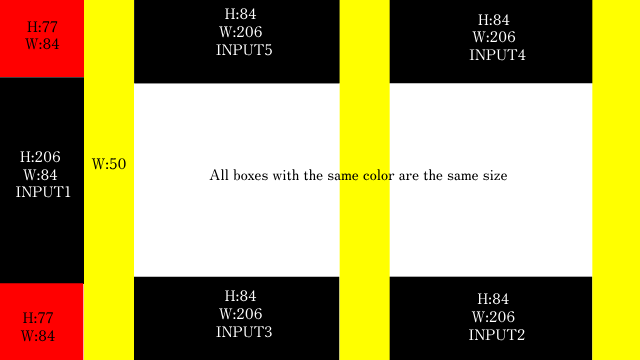 H:77
W:84
H:84
W:206
INPUT5
H:84
W:206
INPUT4
H:206
W:84
INPUT1
W:50
All boxes with the same color are the same size
H:77
W:84
H:84
W:206
INPUT3
H:84
W:206
INPUT2